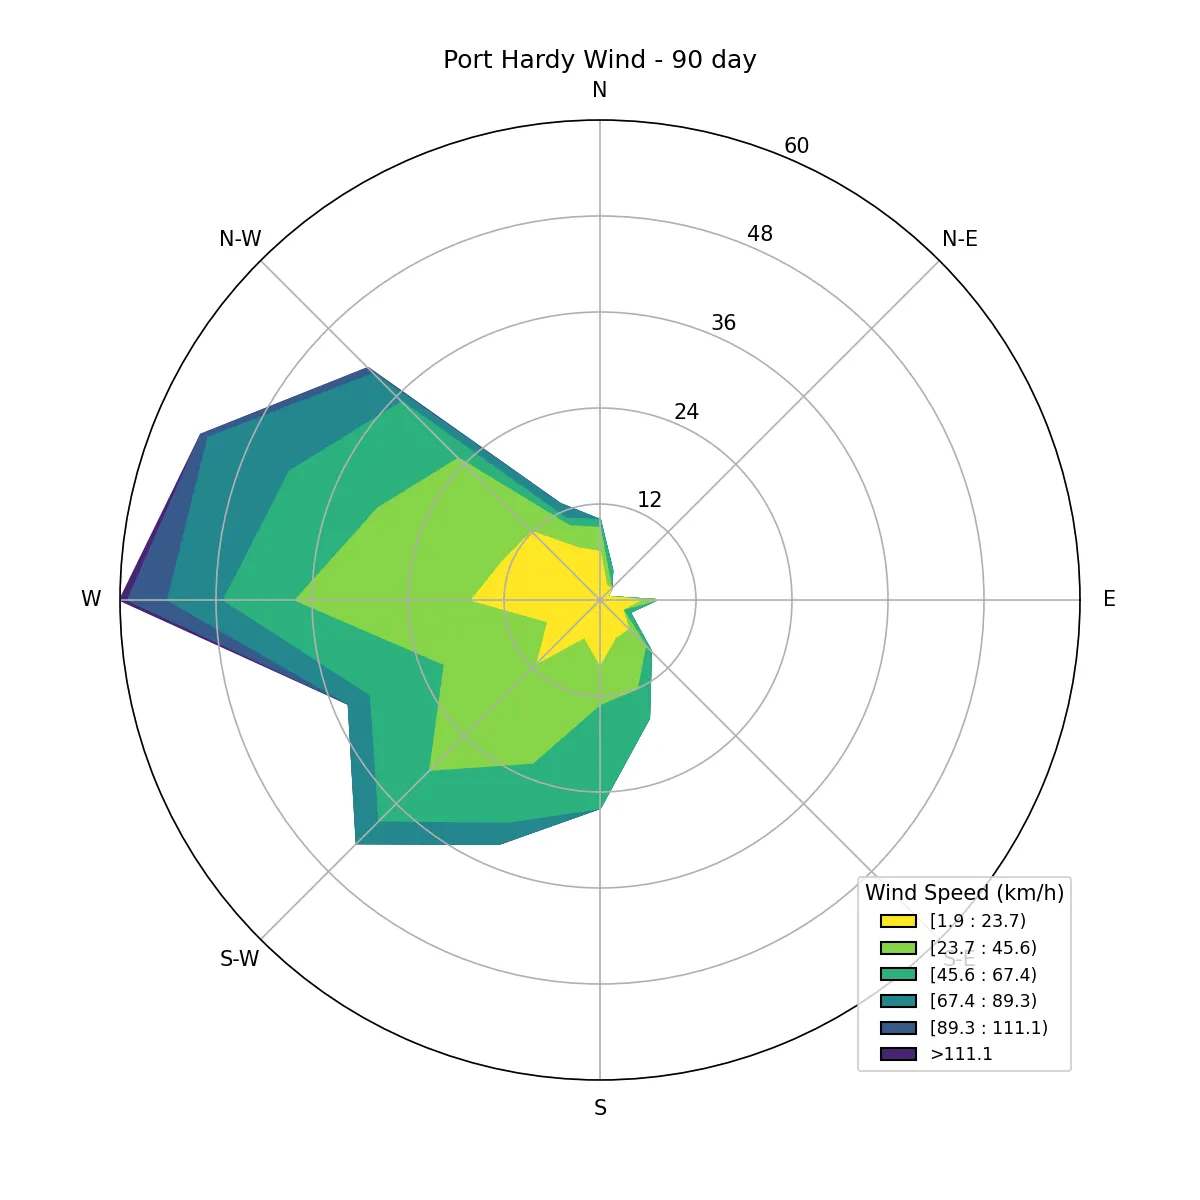 Port Hardy Wind - 90 day
N
60
N-W
N-E
48
36
24
12
W
E
S-W
S-E
Wind Speed (km/h)
[1.9 : 23.7)
[23.7 : 45.6)
[45.6 : 67.4)
[67.4 : 89.3)
[89.3 : 111.1)
>111.1
S